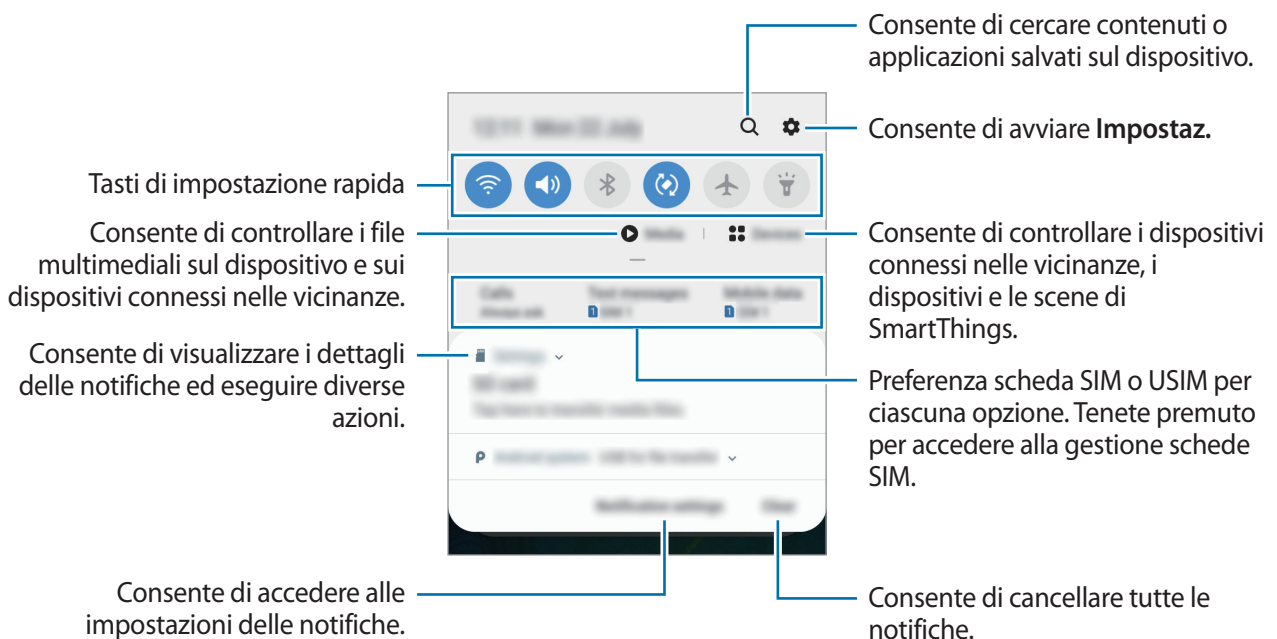 Consente di cercare contenuti o
applicazioni salvati sul dispositivo.
Consente di avviare Impostaz.
Tasti di impostazione rapida
Consente di controllare i file
multimediali sul dispositivo e sui
dispositivi connessi nelle vicinanze.
Consente di controllare i dispositivi
connessi nelle vicinanze, i
dispositivi e le scene di
SmartThings.
Consente di visualizzare i dettagli
delle notifiche ed eseguire diverse
azioni.
Preferenza scheda SIM o USIM per
ciascuna opzione. Tenete premuto
per accedere alla gestione schede
SIM.
Consente di accedere alle
impostazioni delle notifiche.
Consente di cancellare tutte le
notifiche.